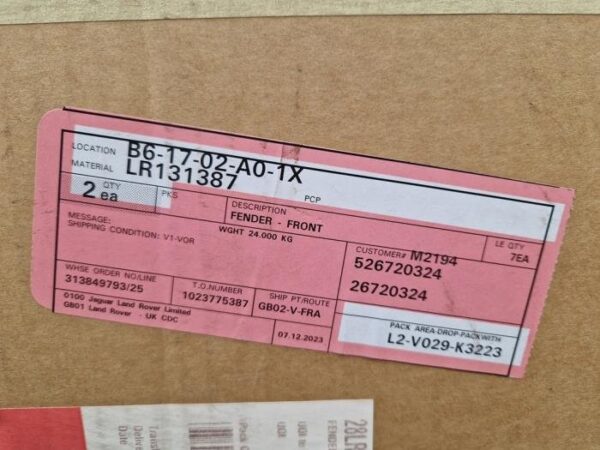 LOCATION B6-17-02-A0-1X
MATERIAL LR131387
2 QTY ea PKS PCP
DESCRIPTION
FENDER - FRONT
WGHT 24.000 KG
MESSAGE:
SHIPPING CONDITION: V1-VOR
CUSTOMER# M2194
526720324
26720324
LE QTY
7EA
WHSE ORDER NO/LINE
313849793/25
T.O.NUMBER
1023775387
SHIP PT/ROUTE
GB02-V-FRA
0190 Jaguar Land Rover Limited
GB01 Land Rover - UK CDC
07.12.2023
PACK AREA-DROP-PACKWITH
L2-V029-K3223
28LR
FENDE